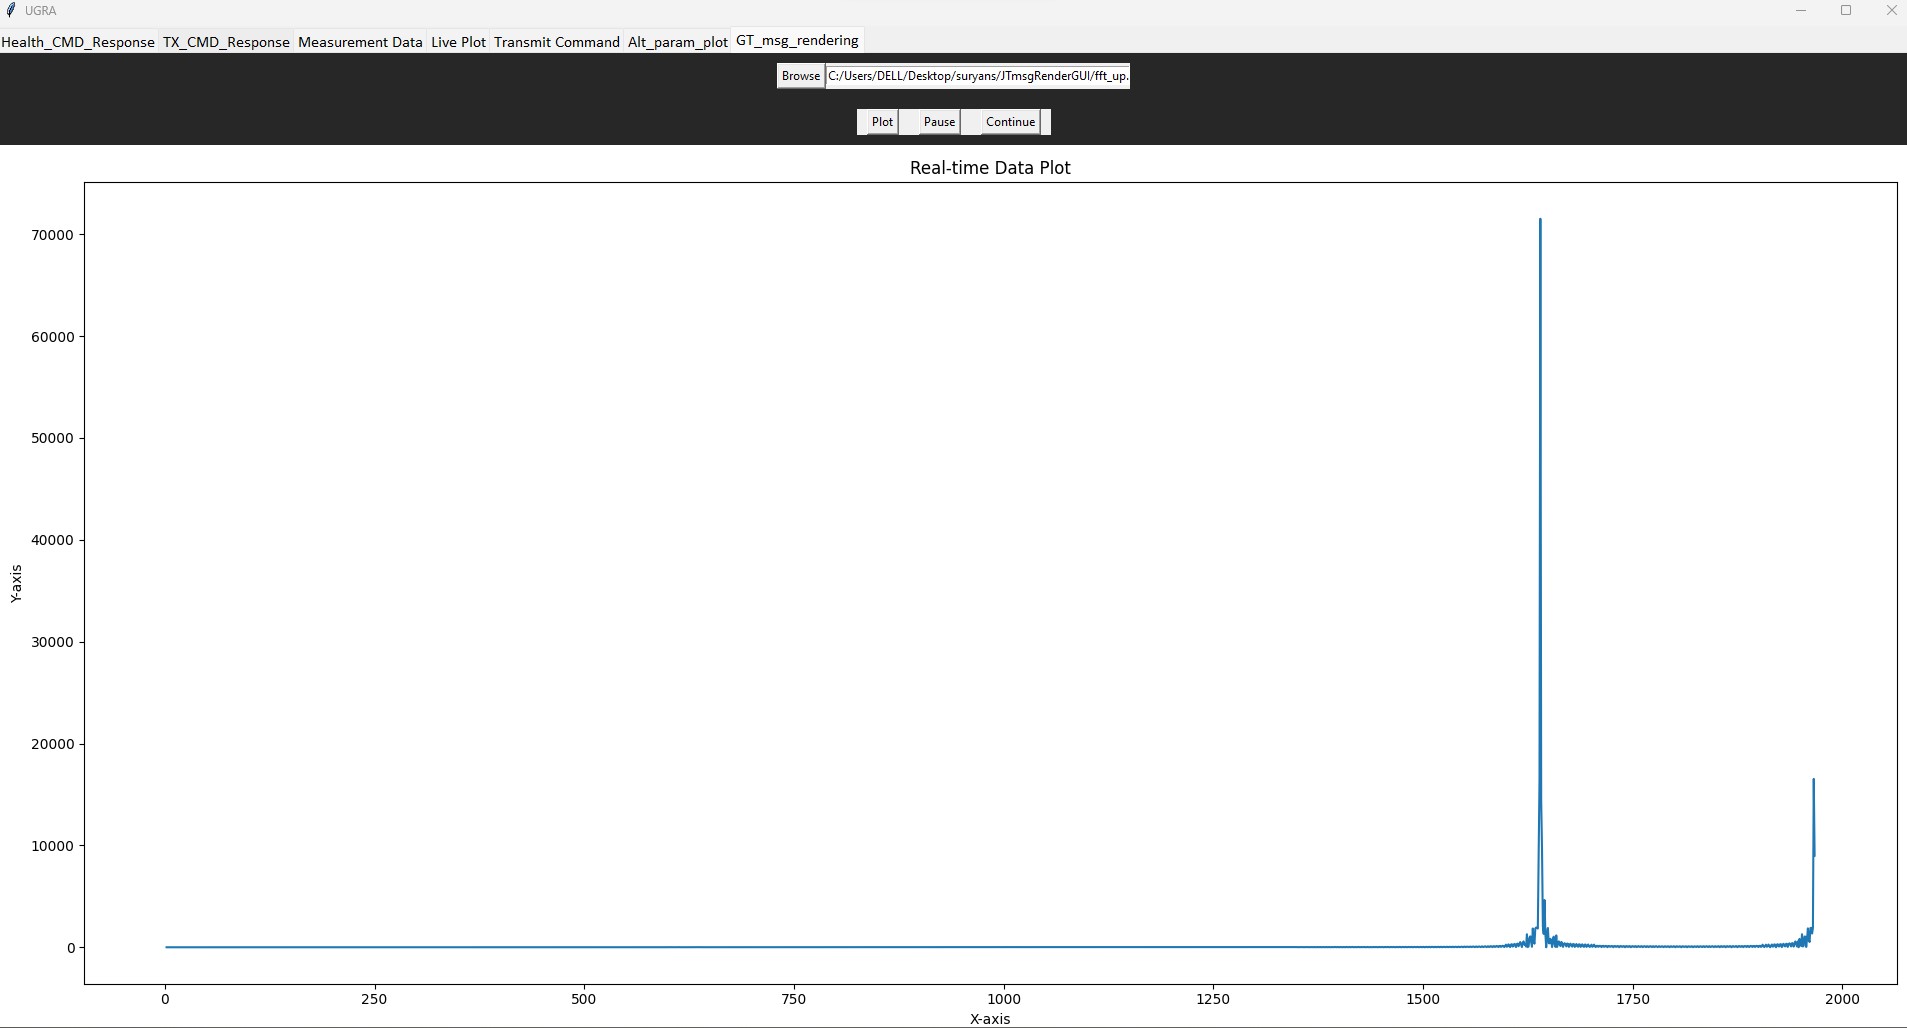 UGRA
Health_CMD_Response TX_CMD_Response Measurement Data Live Plot Transmit Command Alt_param_plot GT_msg_rendering
Browse C:/Users/DELL/Desktop/suryans/JTmsgRenderGUI/fft_up.
Plot Pause Continue
Real-time Data Plot
70000
60000
50000
40000
30000
20000
10000
0
Y-axis
0 250 500 750 1000 1250 1500 1750 2000
X-axis